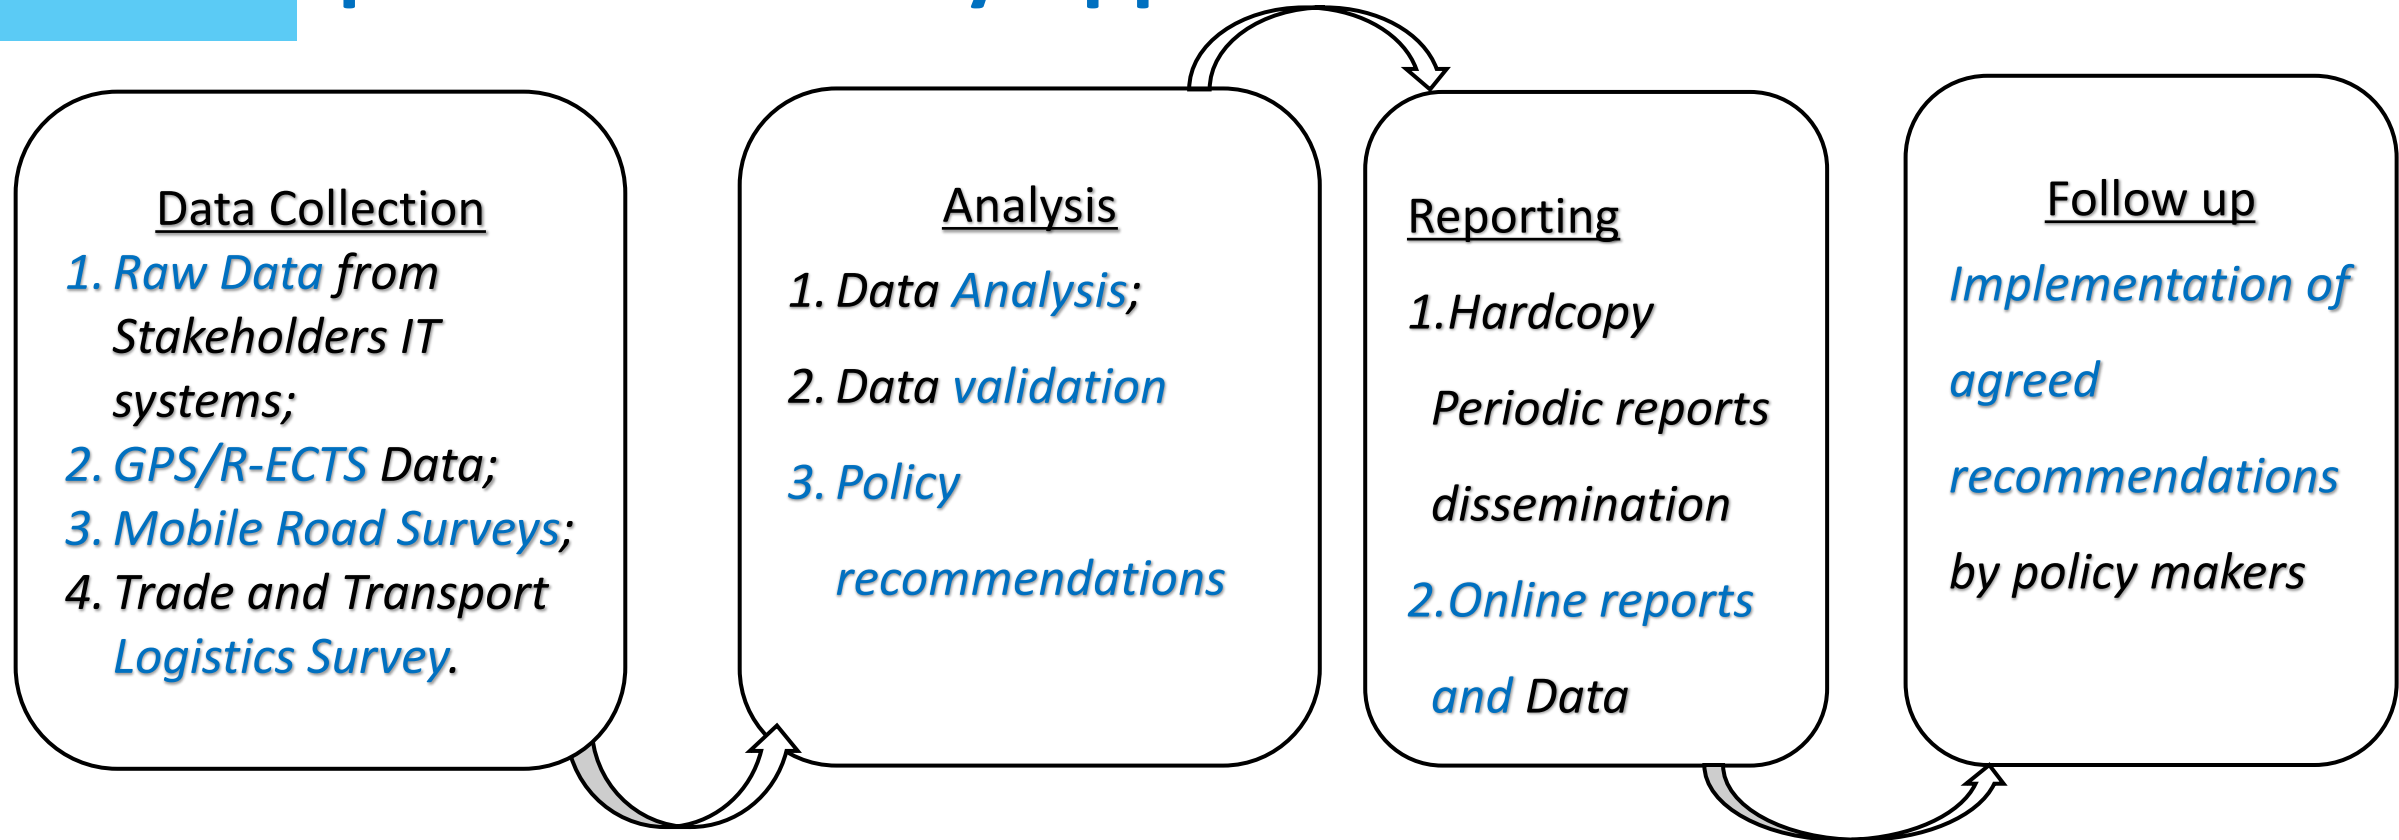 Data Collection
1. Raw Data from
Stakeholders IT
systems;
2. GPS/R-ECTS Data;
3. Mobile Road Surveys;
4. Trade and Transport
Logistics Survey.
Analysis
1. Data Analysis;
2. Data validation
3. Policy
recommendations
Reporting
1.Hardcopy
Periodic reports
dissemination
2.Online reports
and Data
Follow up
Implementation of
agreed
recommendations
by policy makers